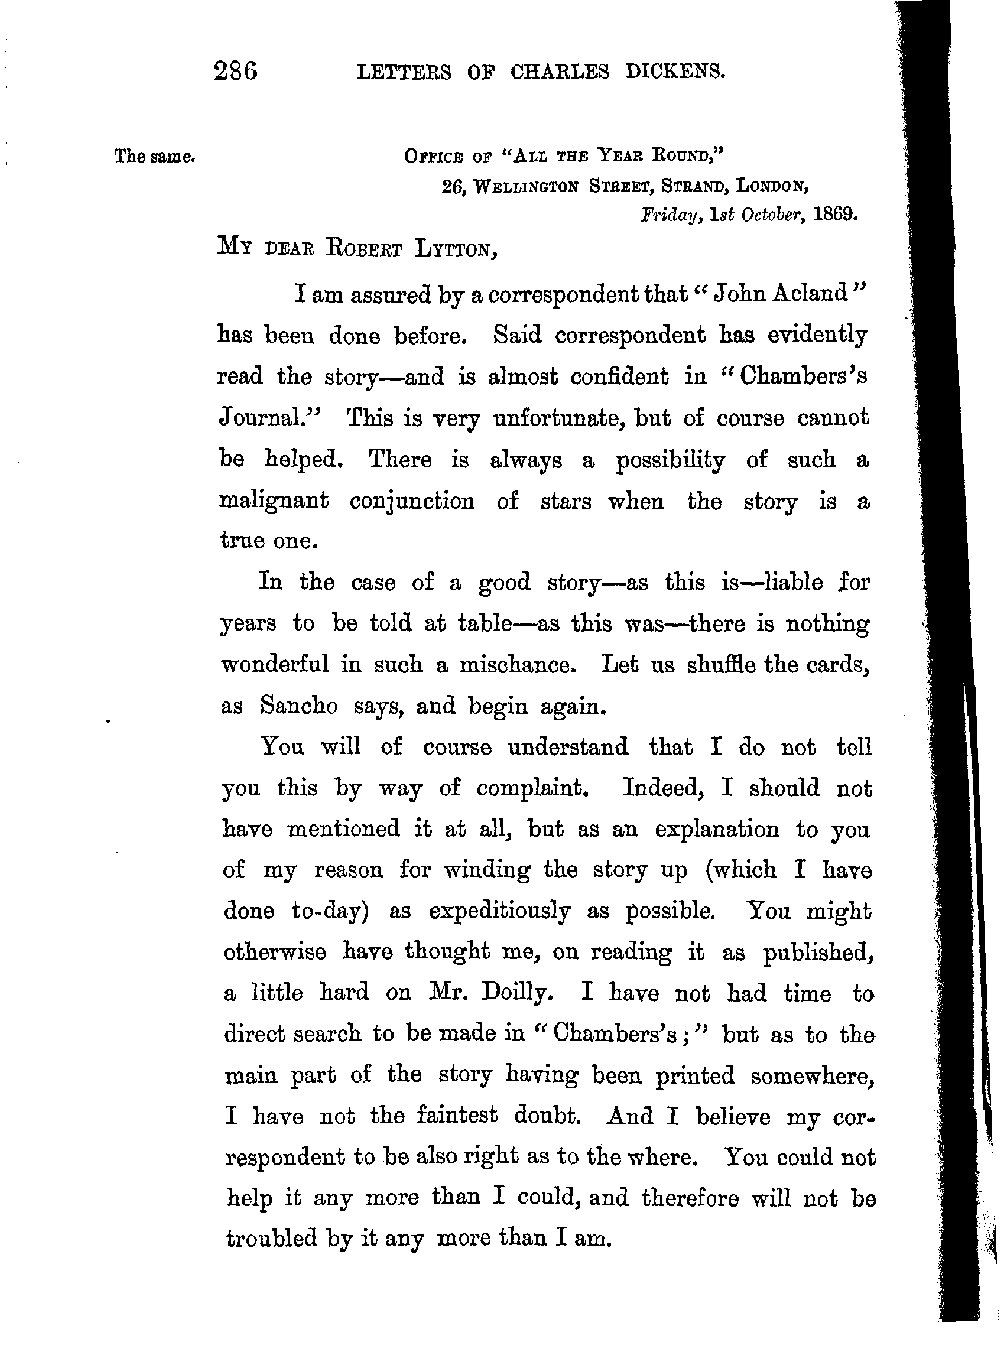 286 LETTERS OF CHARLES DICKENS.
The same. OFFICE OF "ALL THE YEAR ROUND,"
26, WELLINGTON STREET, STRAND, LONDON,
Friday, 1st October, 1869.
MY DEAR ROBERT LYTTON,
I am assured by a correspondent that "John Acland"
has been done before. Said correspondent has evidently
read the story—and is almost confident in "Chambers's
Journal." This is very unfortunate, but of course cannot
be helped. There is always a possibility of such a
malignant conjunction of stars when the story is a
true one.
In the case of a good story—as this is—liable for
years to be told at table—as this was—there is nothing
wonderful in such a mischance. Let us shuffle the cards,
as Sancho says, and begin again.
You will of course understand that I do not tell
you this by way of complaint. Indeed, I should not
have mentioned it at all, but as an explanation to you
of my reason for winding the story up (which I have
done to-day) as expeditiously as possible. You might
otherwise have thought me, on reading it as published,
a little hard on Mr. Doilly. I have not had time to
direct search to be made in "Chambers's;" but as to the
main part of the story having been printed somewhere,
I have not the faintest doubt. And I believe my cor-
respondent to be also right as to the where. You could not
help it any more than I could, and therefore will not be
troubled by it any more than I am.